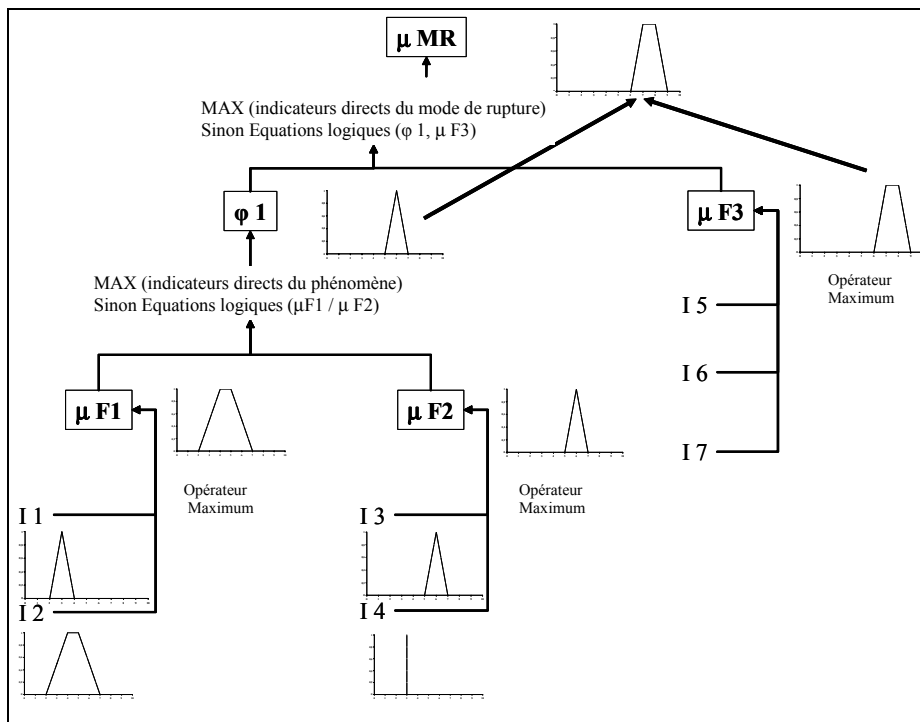 μ MR
MAX (indicateurs directs du mode de rupture)
Sinon Equations logiques (φ 1, μ F3)
φ 1
μ F3
MAX (indicateurs directs du phénomène)
Sinon Equations logiques (μF1 / μ F2)
Opérateur
Maximum
I 5
I 6
I 7
μ F1
μ F2
Opérateur
Maximum
Opérateur
Maximum
I 1
I 3
I 2
I 4